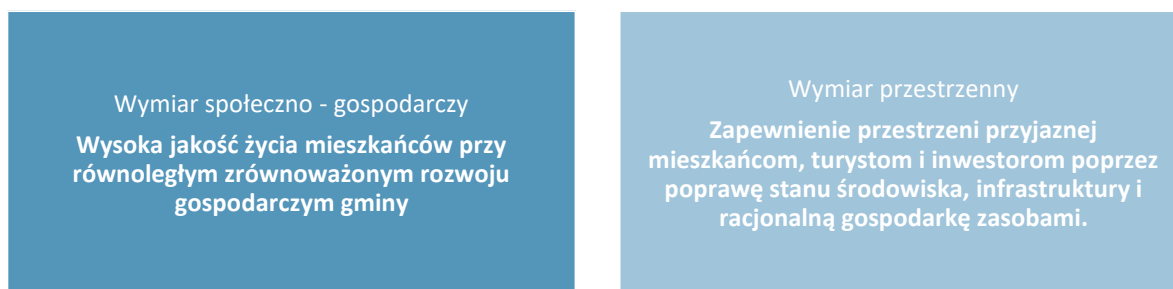 Wymiar społeczno - gospodarczy
Wysoka jakość życia mieszkańców przy
równoległym zrównoważonym rozwoju
gospodarczym gminy
Wymiar przestrzenny
Zapewnienie przestrzeni przyjaznej
mieszkańcom, turystom i inwestorom poprzez
poprawę stanu środowiska, infrastruktury i
racjonalną gospodarkę zasobami.